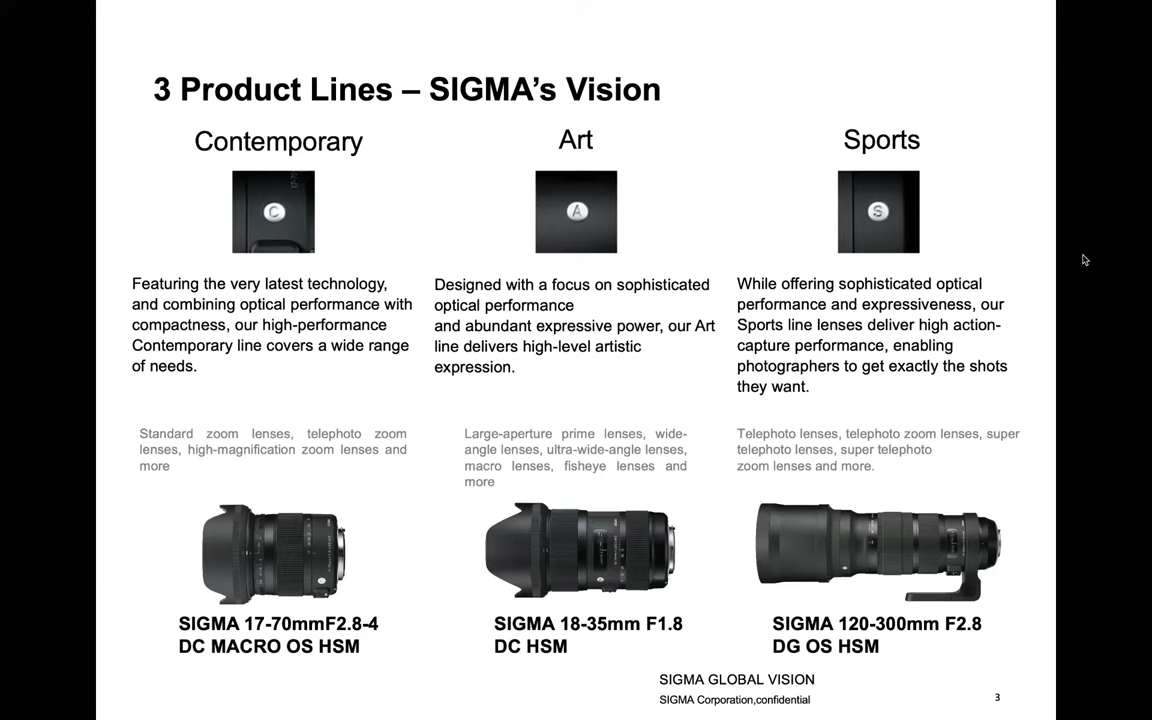 3 Product Lines – SIGMA's Vision
Contemporary
C
Featuring the very latest technology,
and combining optical performance with
compactness, our high-performance
Contemporary line covers a wide range
of needs.
Standard zoom lenses, telephoto zoom
lenses, high-magnification zoom lenses and
more
SIGMA 17-70mmF2.8-4
DC MACRO OS HSM
Art
A
Designed with a focus on sophisticated
optical performance
and abundant expressive power, our Art
line delivers high-level artistic
expression.
Large-aperture prime lenses, wide-
angle lenses, ultra-wide-angle lenses,
macro lenses, fisheye lenses and
more
SIGMA 18-35mm F1.8
DC HSM
Sports
S
While offering sophisticated optical
performance and expressiveness, our
Sports line lenses deliver high action-
capture performance, enabling
photographers to get exactly the shots
they want.
Telephoto lenses, telephoto zoom lenses, super
telephoto lenses, super telephoto
zoom lenses and more.
SIGMA 120-300mm F2.8
DG OS HSM
SIGMA GLOBAL VISION
SIGMA Corporation,confidential
3